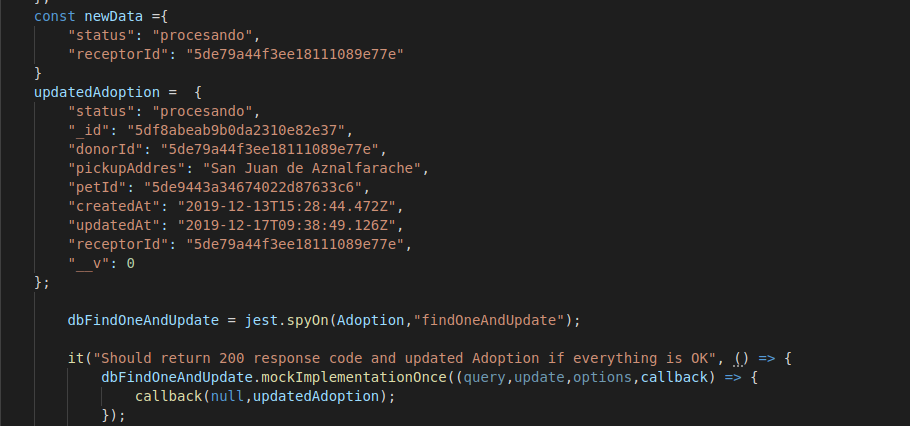 };
const newData ={
"status": "procesando",
"receptorId": "5de79a44f3ee18111089e77e"
}
updatedAdoption =  {
"status": "procesando",
"_id": "5df8abeab9b0da2310e82e37",
"donorId": "5de79a44f3ee18111089e77e",
"pickupAddres": "San Juan de Aznalfarache",
"petId": "5de9443a34674022d87633c6",
"createdAt": "2019-12-13T15:28:44.472Z",
"updatedAt": "2019-12-17T09:38:49.126Z",
"receptorId": "5de79a44f3ee18111089e77e",
"__v": 0
};
dbFindOneAndUpdate = jest.spyOn(Adoption,"findOneAndUpdate");
it("Should return 200 response code and updated Adoption if everything is OK", () => {
dbFindOneAndUpdate.mockImplementationOnce((query,update,options,callback) => {
callback(null,updatedAdoption);
});